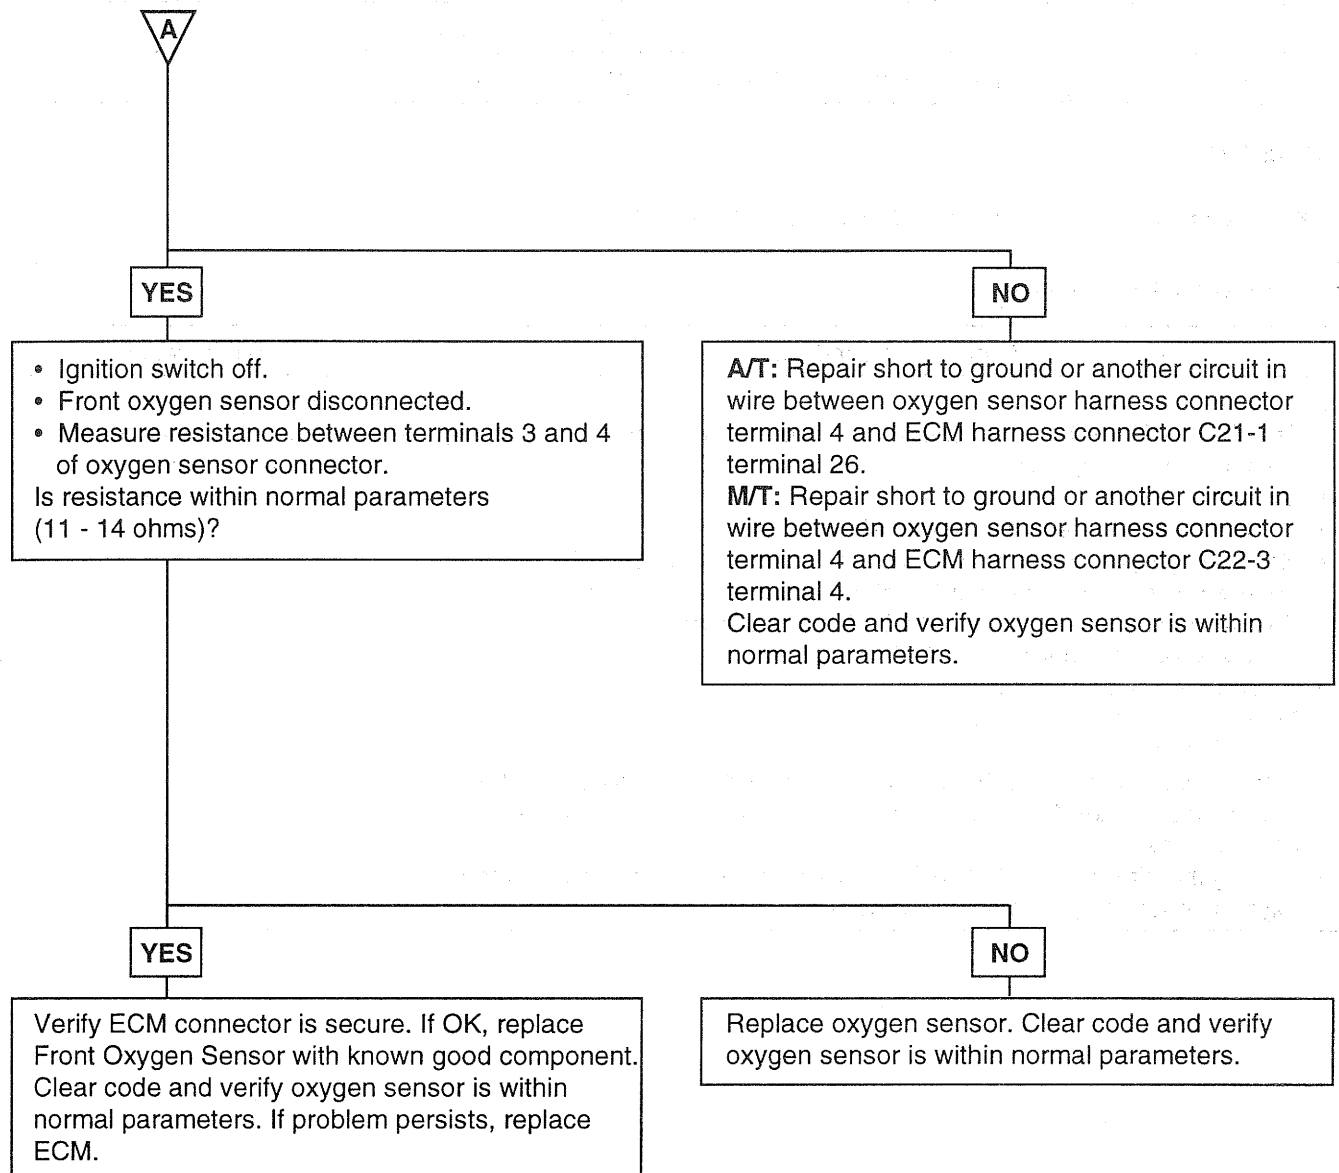 A
YES
NO
• Ignition switch off.
• Front oxygen sensor disconnected.
• Measure resistance between terminals 3 and 4
of oxygen sensor connector.
Is resistance within normal parameters
(11 - 14 ohms)?
A/T: Repair short to ground or another circuit in
wire between oxygen sensor harness connector
terminal 4 and ECM harness connector C21-1
terminal 26.
M/T: Repair short to ground or another circuit in
wire between oxygen sensor harness connector
terminal 4 and ECM harness connector C22-3
terminal 4.
Clear code and verify oxygen sensor is within
normal parameters.
YES
NO
Verify ECM connector is secure. If OK, replace
Front Oxygen Sensor with known good component.
Clear code and verify oxygen sensor is within
normal parameters. If problem persists, replace
ECM.
Replace oxygen sensor. Clear code and verify
oxygen sensor is within normal parameters.